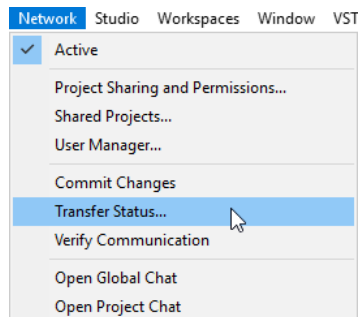 Network Studio Workspaces Window VST
Active
Project Sharing and Permissions...
Shared Projects...
User Manager...
Commit Changes
Transfer Status...
Verify Communication
Open Global Chat
Open Project Chat